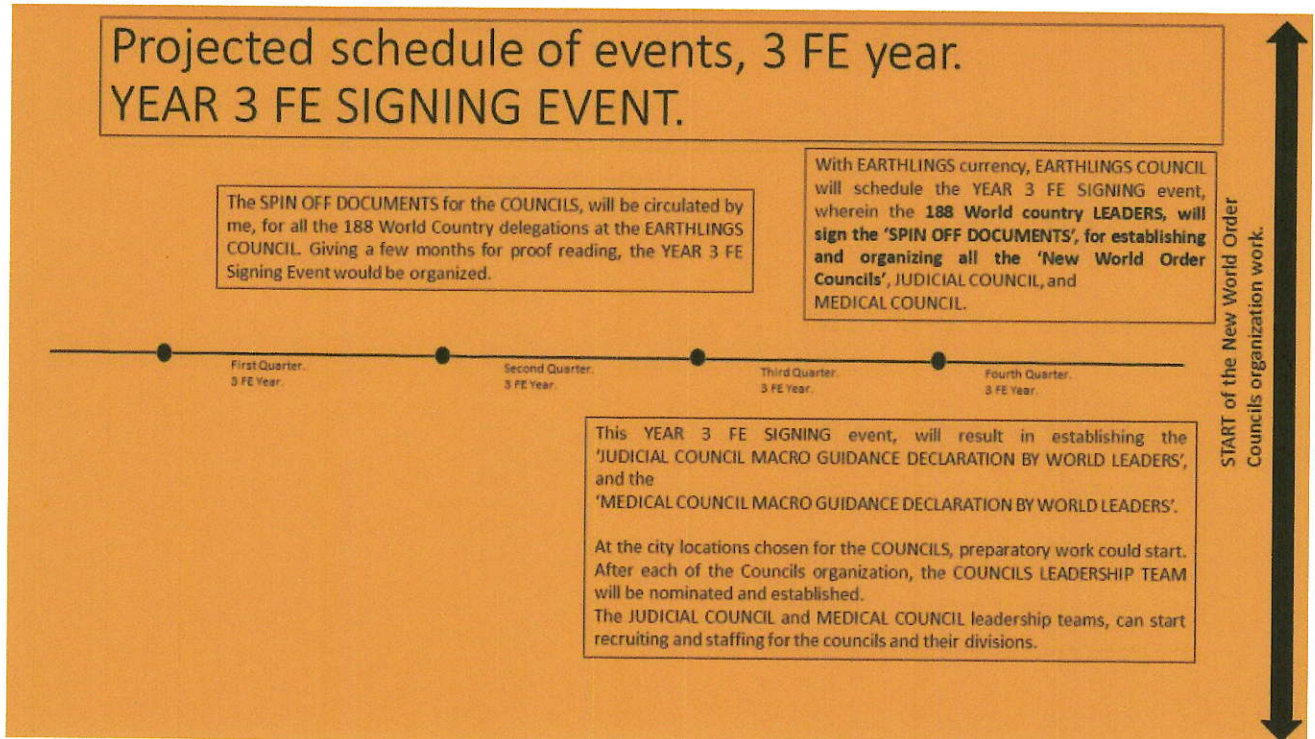 Projected schedule of events, 3 FE year.
YEAR 3 FE SIGNING EVENT.
The SPIN OFF DOCUMENTS for the COUNCILS, will be circulated by
me, for all the 188 World Country delegations at the EARTHLINGS
COUNCIL. Giving a few months for proof reading, the YEAR 3 FE
Signing Event would be organized.
With EARTHLINGS currency, EARTHLINGS COUNCIL
will schedule the YEAR 3 FE SIGNING event,
wherein the 188 World country LEADERS, will
sign the 'SPIN OFF DOCUMENTS', for establishing
and organizing all the 'New World Order
Councils', JUDICIAL COUNCIL, and
MEDICAL COUNCIL.
First Quarter.
3 FE Year.
Second Quarter.
3 FE Year.
Third Quarter.
3 FE Year.
Fourth Quarter.
3 FE Year.
This YEAR 3 FE SIGNING event, will result in establishing the
'JUDICIAL COUNCIL MACRO GUIDANCE DECLARATION BY WORLD LEADERS',
and the
'MEDICAL COUNCIL MACRO GUIDANCE DECLARATION BY WORLD LEADERS'.
At the city locations chosen for the COUNCILS, preparatory work could start.
After each of the Councils organization, the COUNCILS LEADERSHIP TEAM
will be nominated and established.
The JUDICIAL COUNCIL and MEDICAL COUNCIL leadership teams, can start
recruiting and staffing for the councils and their divisions.
START of the New World Order
Councils organization work.